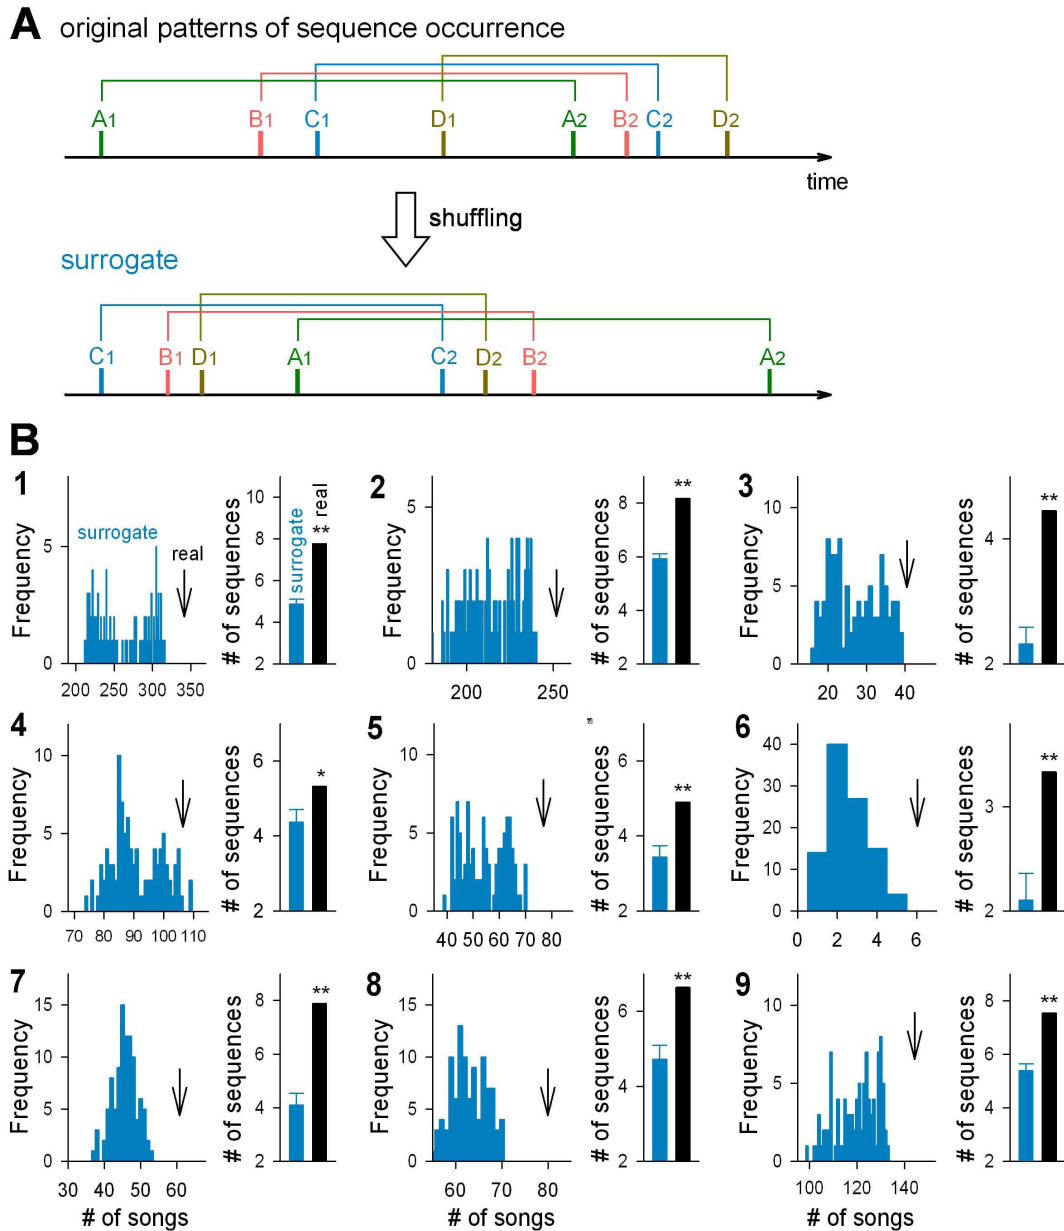 A original patterns of sequence occurrence
A1 B1 C1 D1 A2 B2 C2 D2
time
shuffling
surrogate
C1 B1 D1 A1 C2 D2 B2 A2
B
1
Frequency
5
0
200 250 300 350
surrogate
real
# of sequences
10
8
6
4
2
surrogate
real
**
2
Frequency
5
0
200 250
# of sequences
8
6
4
2
**
3
Frequency
10
5
0
20 30 40
# of sequences
4
2
**
4
Frequency
10
5
0
70 80 90 100 110
# of sequences
6
4
2
*
5
Frequency
10
5
0
40 50 60 70 80
# of sequences
6
4
2
**
6
Frequency
40
30
20
10
0
0 2 4 6
# of sequences
3
2
**
7
Frequency
15
10
5
0
30 40 50 60
# of songs
# of sequences
8
6
4
2
**
8
Frequency
15
10
5
0
60 80
# of songs
# of sequences
6
4
2
**
9
Frequency
10
5
0
100 120 140
# of songs
# of sequences
8
6
4
2
**